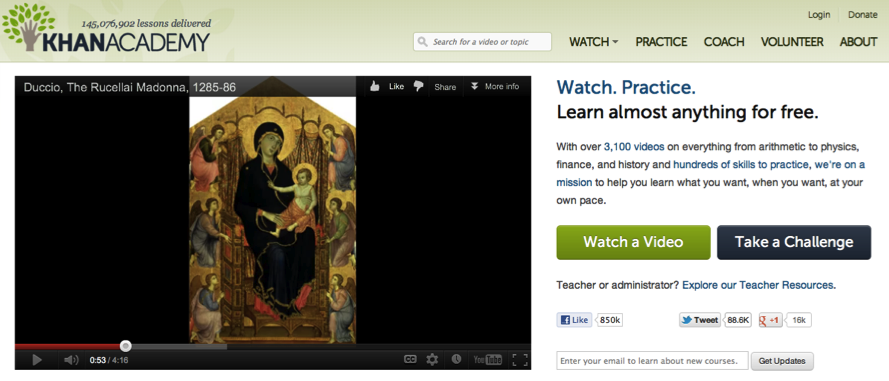 145,076,902 lessons delivered
KHANACADEMY
Login
Donate
Search for a video or topic
WATCH
PRACTICE
COACH
VOLUNTEER
ABOUT
Duccio, The Rucellai Madonna, 1285-86
Like
Share
More info
0:53 / 4:16
CC
YouTube
Watch. Practice.
Learn almost anything for free.
With over 3,100 videos on everything from arithmetic to physics,
finance, and history and hundreds of skills to practice, we're on a
mission to help you learn what you want, when you want, at your
own pace.
Watch a Video
Take a Challenge
Teacher or administrator? Explore our Teacher Resources.
Like
850k
Tweet
88.6K
+1
16k
Enter your email to learn about new courses.
Get Updates